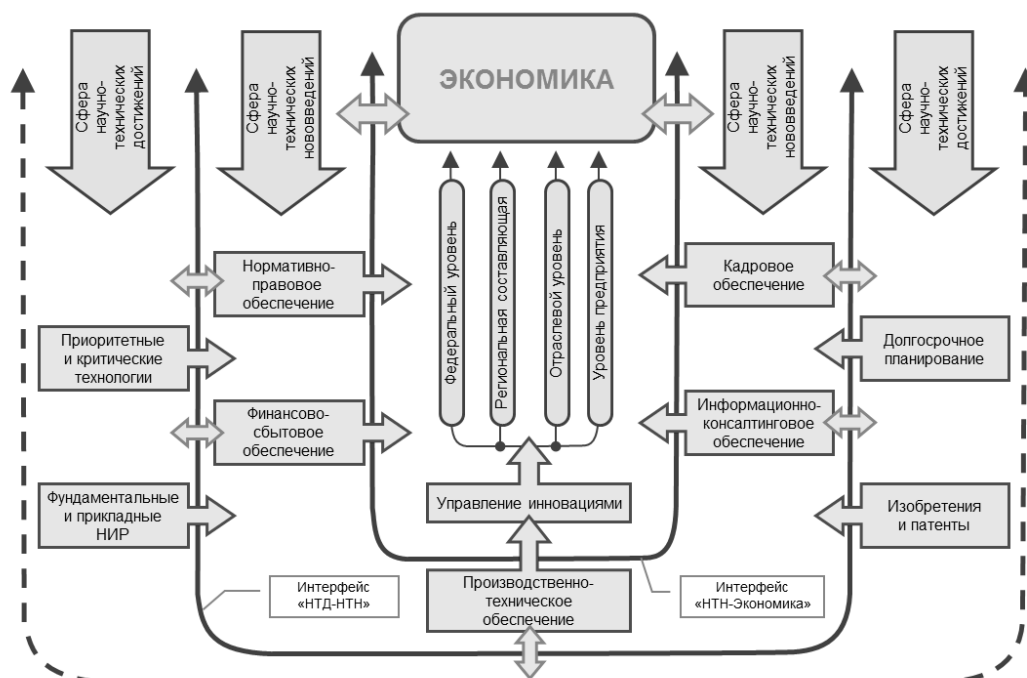 ЭКОНОМИКА
Сфера
научно-
технических
достижений
Сфера
научно-
технических
нововведений
Сфера
научно-
технических
нововведений
Сфера
научно-
технических
достижений
Федеральный уровень
Региональная составляющая
Отраслевой уровень
Уровень предприятия
Нормативно-
правовое
обеспечение
Кадровое
обеспечение
Приоритетные
и критические
технологии
Долгосрочное
планирование
Финансово-
сбытовое
обеспечение
Информационно-
консалтинговое
обеспечение
Фундаментальные
и прикладные
НИР
Управление инновациями
Изобретения
и патенты
Интерфейс
«НТД-НТН»
Производственно-
техническое
обеспечение
Интерфейс
«НТН-Экономика»